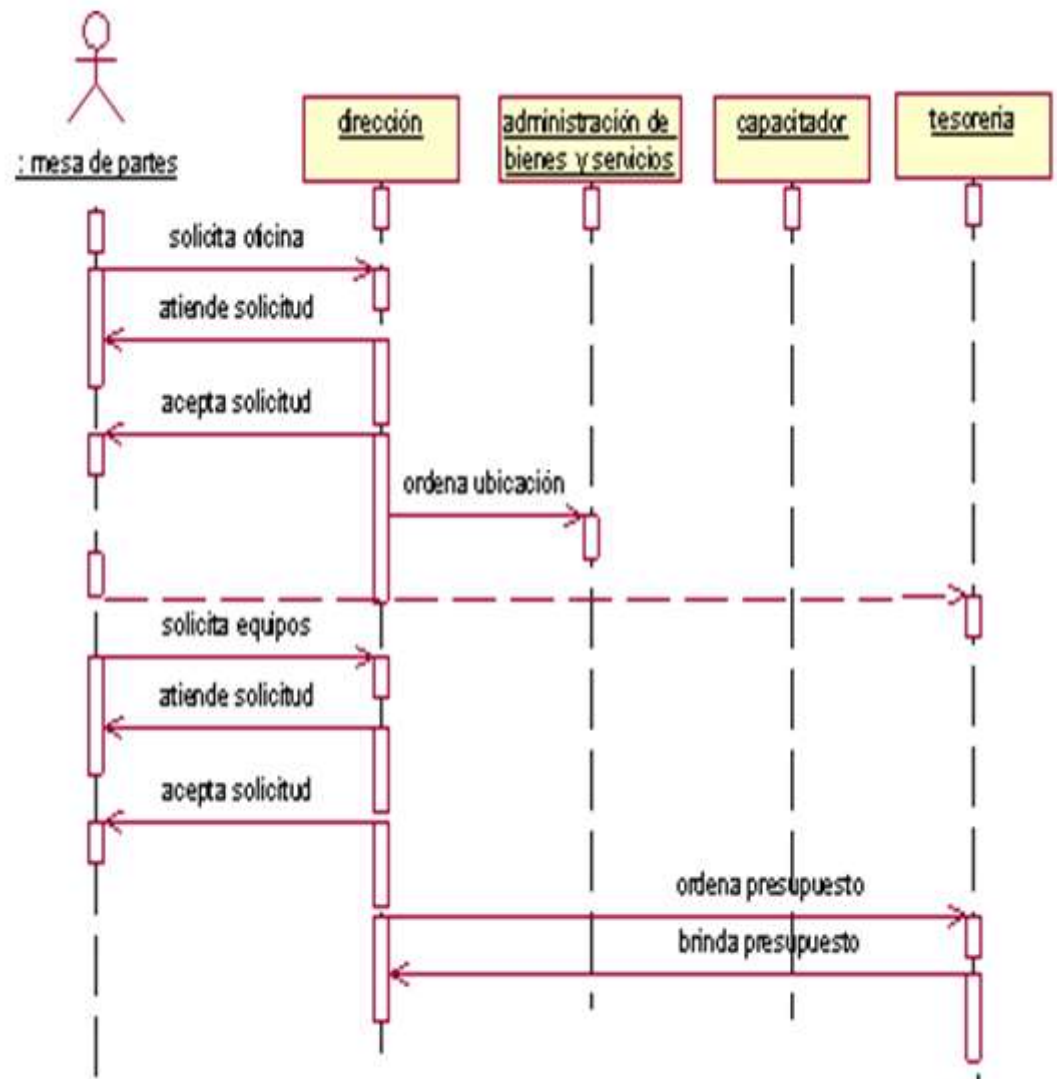 : mesa de partes
dirección
administración de
bienes y servicios
capacitador
tesoreria
solicita oficina
atiende solicitud
acepta solicitud
ordena ubicación
solicita equipos
atiende solicitud
acepta solicitud
ordena presupuesto
brinda presupuesto